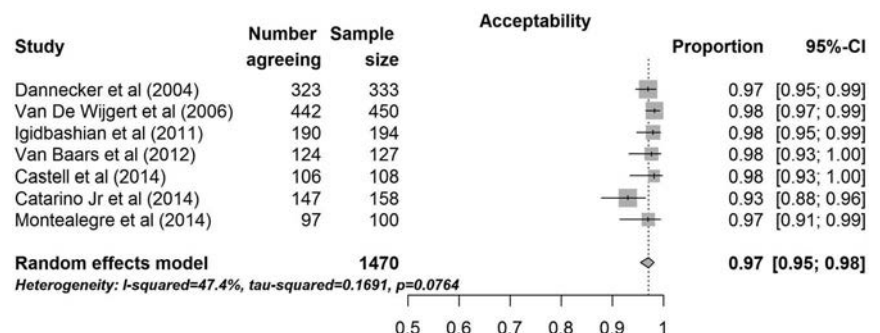 Acceptability
Study Number agreeing Sample size Proportion 95%-CI
Dannecker et al (2004) 323 333 0.97 [0.95; 0.99]
Van De Wijgert et al (2006) 442 450 0.98 [0.97; 0.99]
Igidbashian et al (2011) 190 194 0.98 [0.95; 0.99]
Van Baars et al (2012) 124 127 0.98 [0.93; 1.00]
Castell et al (2014) 106 108 0.98 [0.93; 1.00]
Catarino Jr et al (2014) 147 158 0.93 [0.88; 0.96]
Montealegre et al (2014) 97 100 0.97 [0.91; 0.99]
Random effects model 1470 0.97 [0.95; 0.98]
Heterogeneity: I-squared=47.4%, tau-squared=0.1691, p=0.0764
0.5 0.6 0.7 0.8 0.9 1